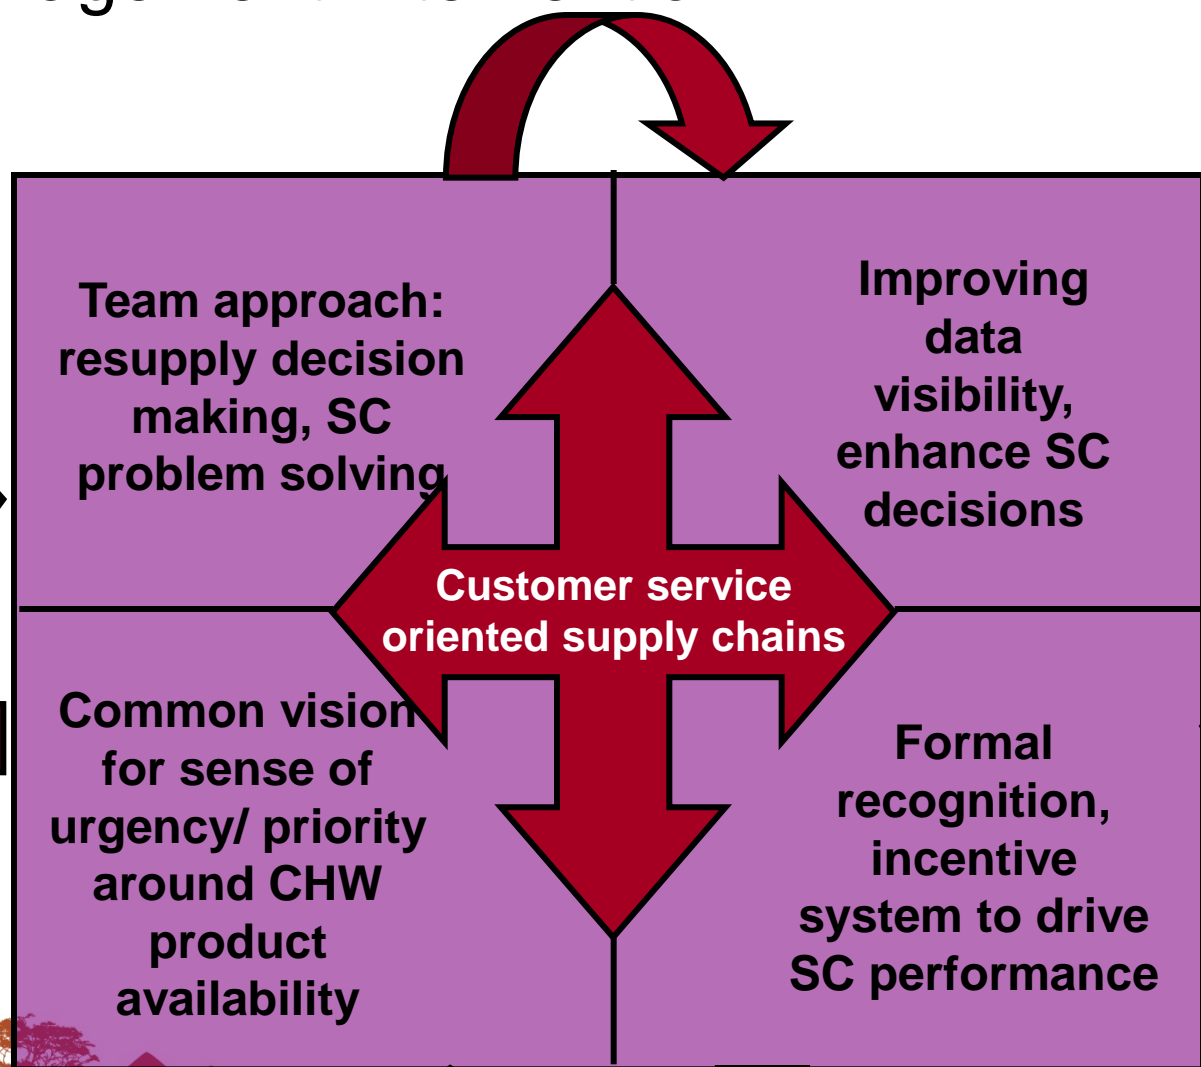 Team approach:
resupply decision
making, SC
problem solving
Improving
data
visibility,
enhance SC
decisions
Customer service
oriented supply chains
Common vision
for sense of
urgency/ priority
around CHW
product
availability
Formal
recognition,
incentive
system to drive
SC performance